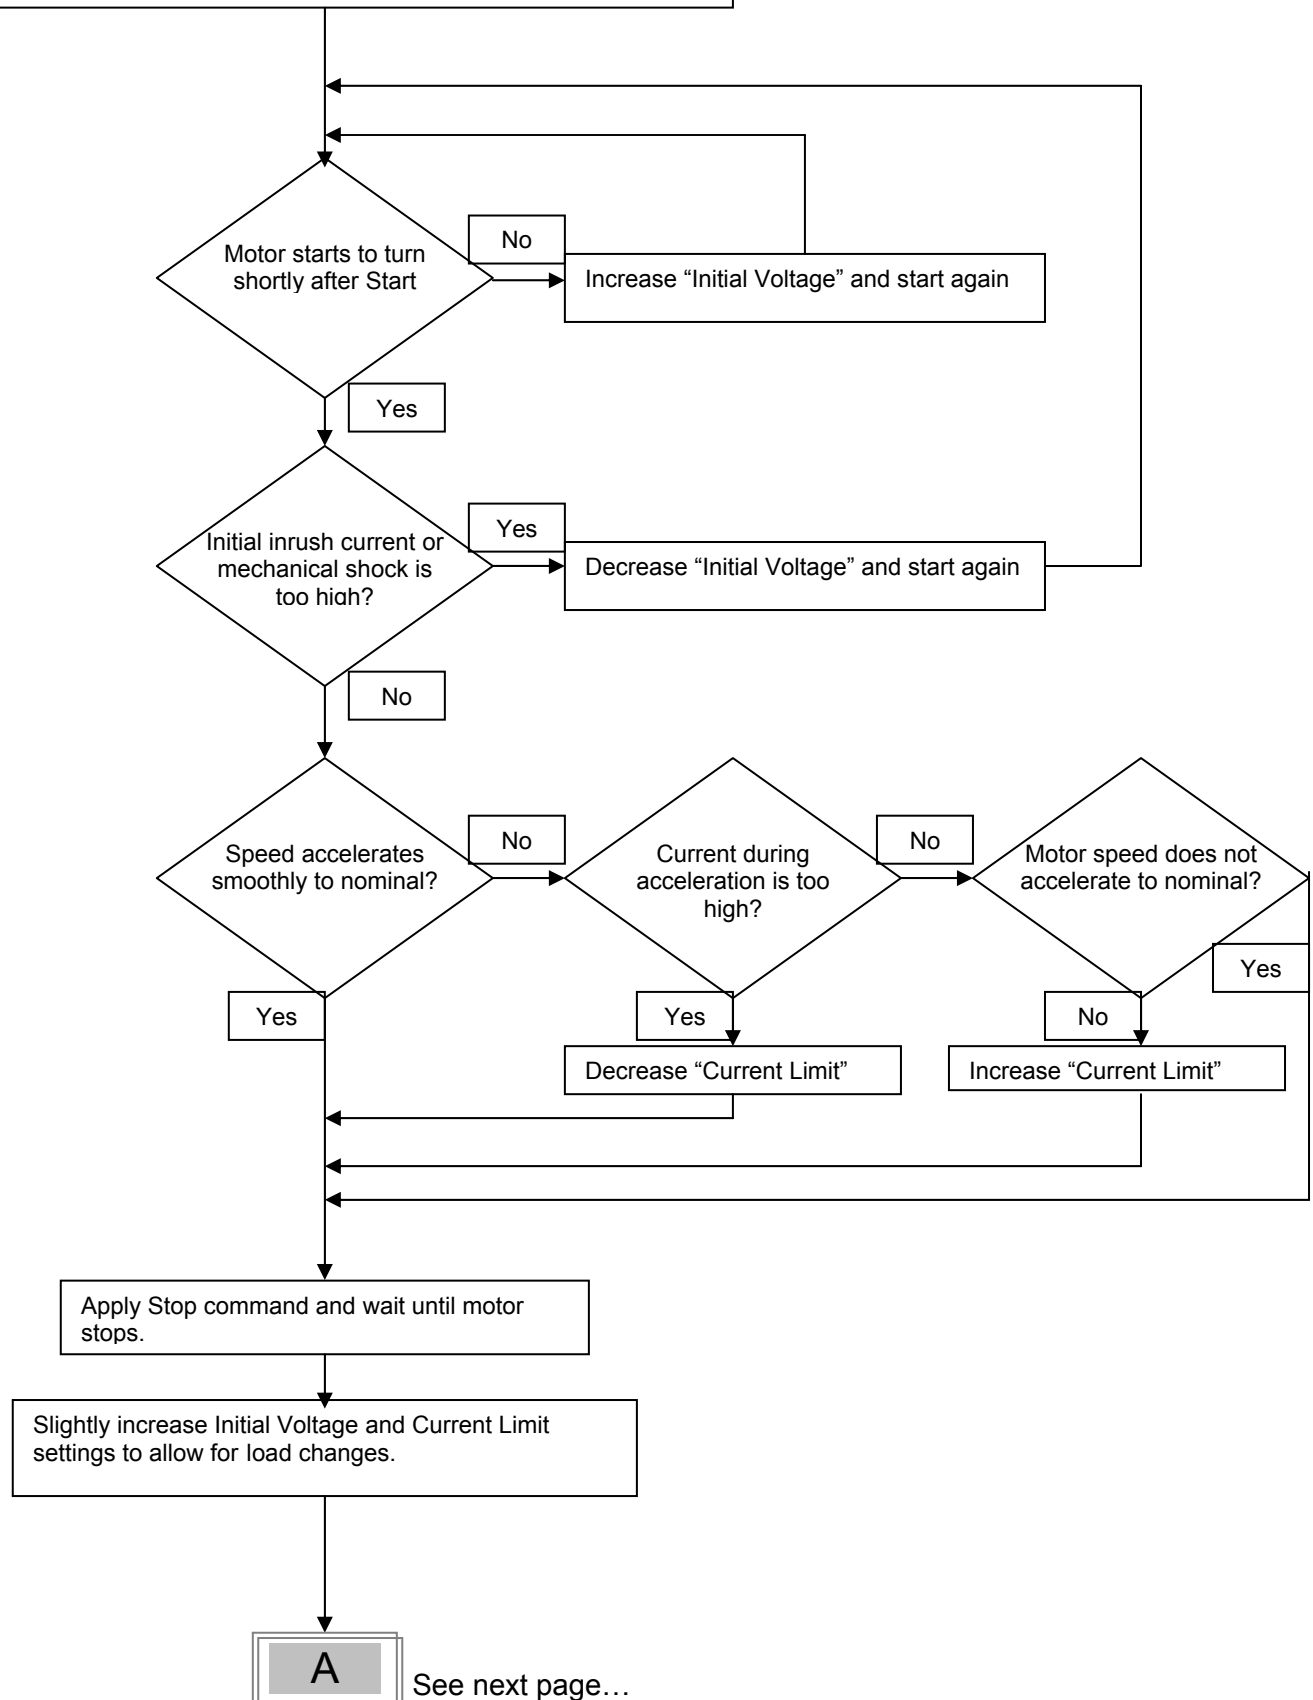 Motor starts to turn
shortly after Start
No
Increase “Initial Voltage” and start again
Yes
Initial inrush current or
mechanical shock is
too high?
Yes
Decrease “Initial Voltage” and start again
No
Speed accelerates
smoothly to nominal?
No
Current during
acceleration is too
high?
No
Motor speed does not
accelerate to nominal?
Yes
Yes
Yes
No
Decrease “Current Limit”
Increase “Current Limit”
Apply Stop command and wait until motor
stops.
Slightly increase Initial Voltage and Current Limit
settings to allow for load changes.
A
See next page…